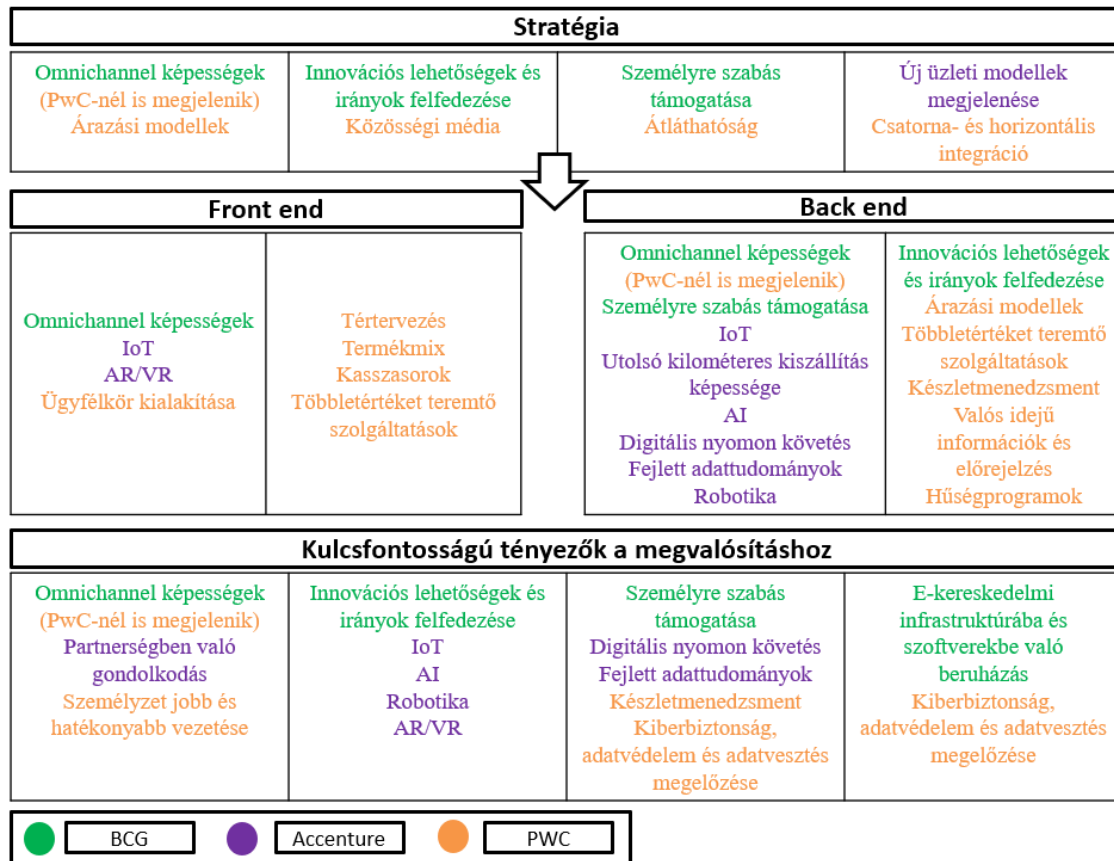 Stratégia
Omnichannel képességek
(PwC-nél is megjelenik)
Árazási modellek
Innovációs lehetőségek és
irányok felfedezése
Közösségi média
Személyre szabás
támogatása
Átláthatóság
Új üzleti modellek
megjelenése
Csatorna- és horizontális
integráció
Front end
Omnichannel képességek
IoT
AR/VR
Ügyfélkör kialakítása
Tértervezés
Termékmix
Kasszasorok
Többletértéket teremtő
szolgáltatások
Back end
Omnichannel képességek
(PwC-nél is megjelenik)
Személyre szabás támogatása
IoT
Utolsó kilométeres kiszállítás
képessége
AI
Digitális nyomon követés
Fejlett adattudományok
Robotika
Innovációs lehetőségek
és irányok felfedezése
Árazási modellek
Többletértéket teremtő
szolgáltatások
Készletmenedzsment
Valós idejű
információk és
előrejelzés
Hűségprogramok
Kulcsfontosságú tényezők a megvalósításhoz
Omnichannel képességek
(PwC-nél is megjelenik)
Partnerségben való
gondolkodás
Személyzet jobb és
hatékonyabb vezetése
Innovációs lehetőségek és
irányok felfedezése
IoT
AI
Robotika
AR/VR
Személyre szabás
támogatása
Digitális nyomon követés
Fejlett adattudományok
Készletmenedzsment
Kiberbiztonság,
adatvédelem és adatvesztés
megelőzése
E-kereskedelmi
infrastruktúrába és
szoftverekbe való
beruházás
Kiberbiztonság,
adatvédelem és adatvesztés
megelőzése
BCG
Accenture
PWC